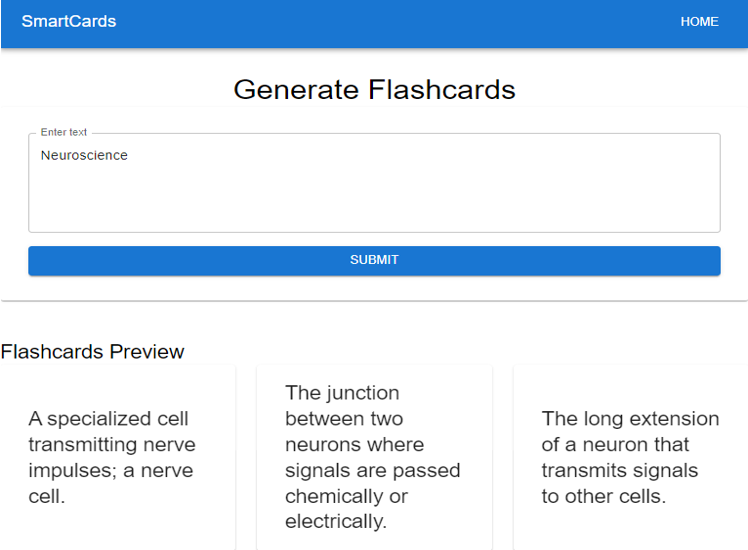 SmartCards
HOME
Generate Flashcards
Enter text
Neuroscience
SUBMIT
Flashcards Preview
A specialized cell
transmitting nerve
impulses; a nerve
cell.
The junction
between two
neurons where
signals are passed
chemically or
electrically.
The long extension
of a neuron that
transmits signals
to other cells.